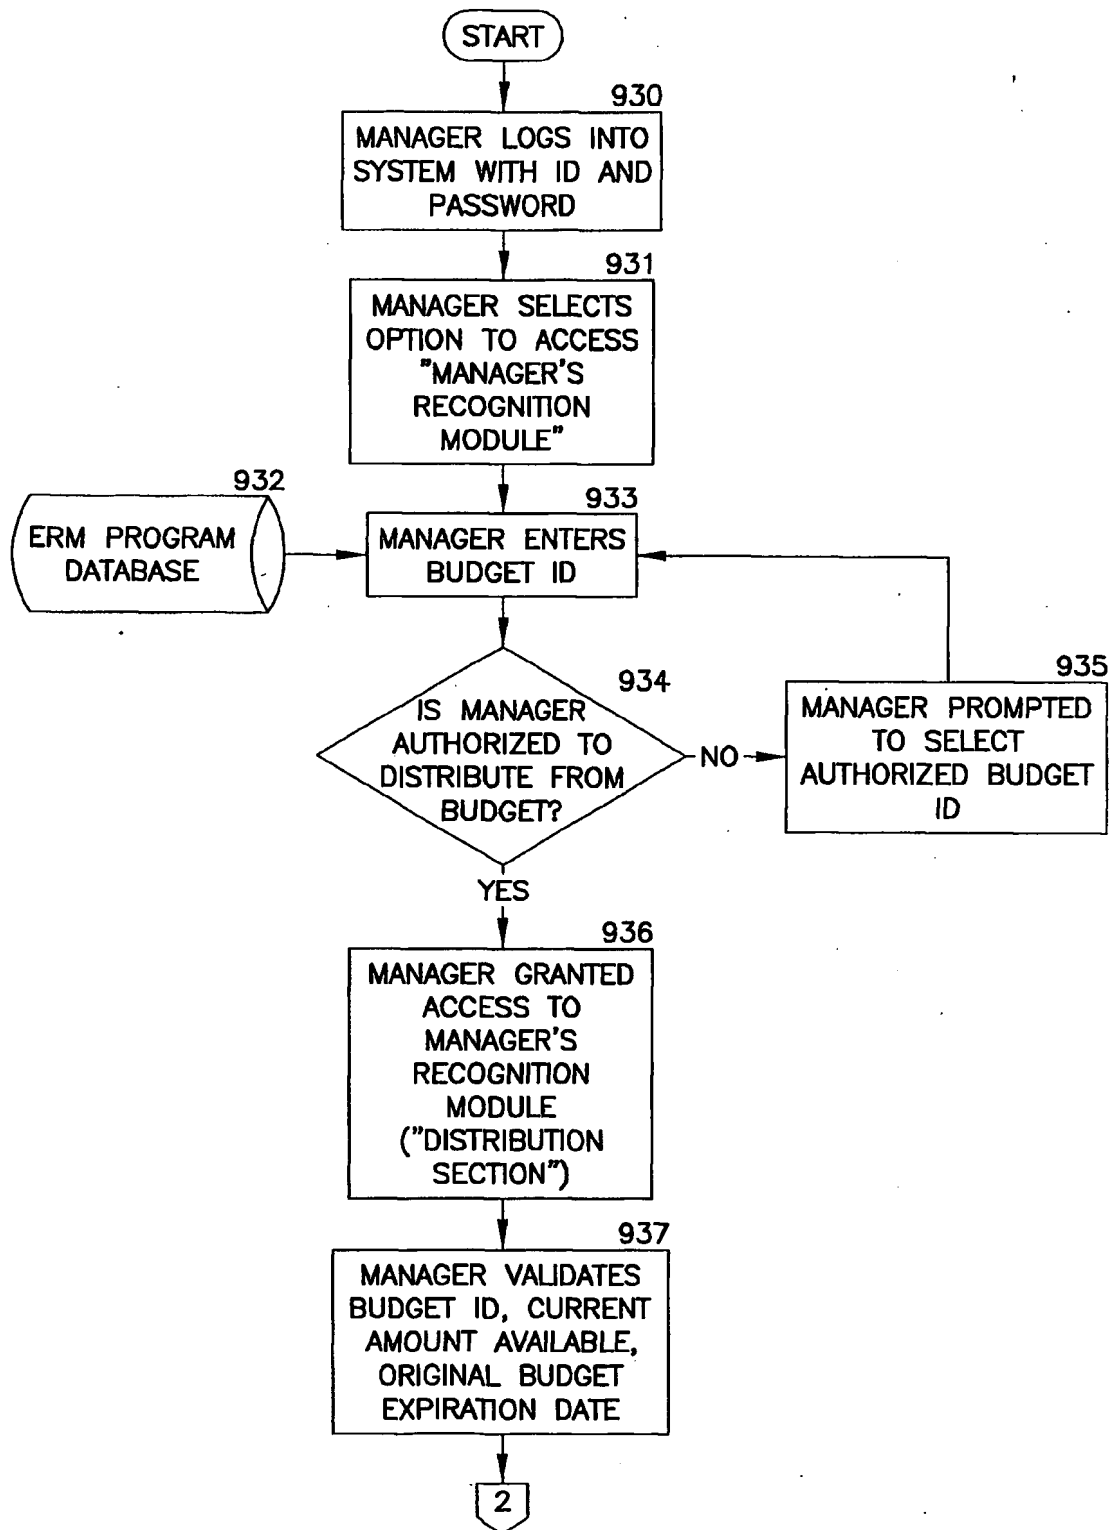 START
930
MANAGER LOGS INTO
SYSTEM WITH ID AND
PASSWORD
931
MANAGER SELECTS
OPTION TO ACCESS
"MANAGER'S
RECOGNITION
MODULE"
932
ERM PROGRAM
DATABASE
933
MANAGER ENTERS
BUDGET ID
934
IS MANAGER
AUTHORIZED TO
DISTRIBUTE FROM
BUDGET?
NO
935
MANAGER PROMPTED
TO SELECT
AUTHORIZED BUDGET
ID
YES
936
MANAGER GRANTED
ACCESS TO
MANAGER'S
RECOGNITION
MODULE
("DISTRIBUTION
SECTION")
937
MANAGER VALIDATES
BUDGET ID, CURRENT
AMOUNT AVAILABLE,
ORIGINAL BUDGET
EXPIRATION DATE
2